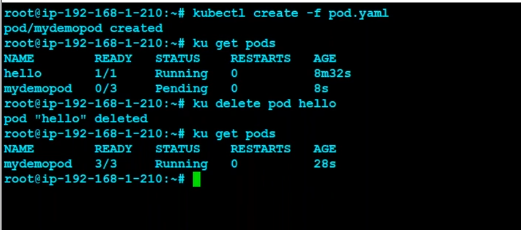 root@ip-192-168-1-210:~# kubectl create -f pod.yaml
pod/mydemopod created
root@ip-192-168-1-210:~# ku get pods
NAME        READY   STATUS    RESTARTS   AGE
hello       1/1     Running   0          8m32s
mydemopod   0/3     Pending   0          8s
root@ip-192-168-1-210:~# ku delete pod hello
pod "hello" deleted
root@ip-192-168-1-210:~# ku get pods
NAME        READY   STATUS    RESTARTS   AGE
mydemopod   3/3     Running   0          28s
root@ip-192-168-1-210:~#